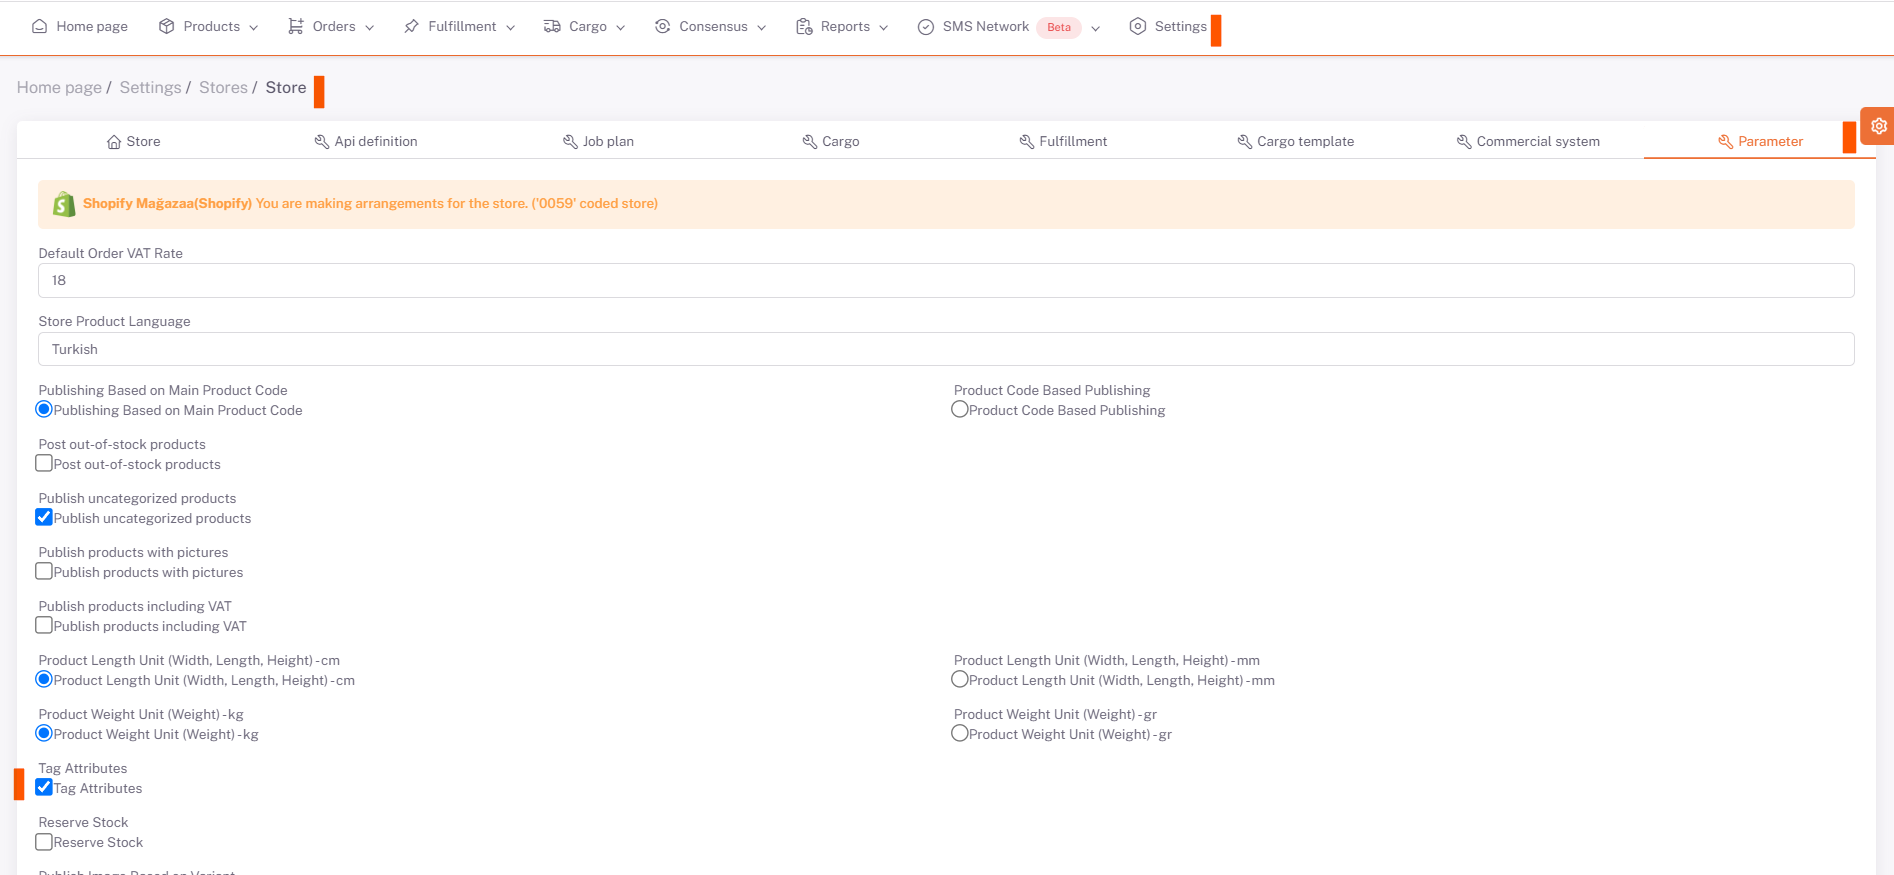 Home page Products Orders Fulfillment Cargo Consensus Reports SMS Network Beta Settings
Home page / Settings / Stores / Store
Store Api definition Job plan Cargo Fulfillment Cargo template Commercial system Parameter
Shopify Mağazaa(Shopify) You are making arrangements for the store. ('0059' coded store)
Default Order VAT Rate
18
Store Product Language
Turkish
Publishing Based on Main Product Code Product Code Based Publishing
Publishing Based on Main Product Code Product Code Based Publishing
Post out-of-stock products
Post out-of-stock products
Publish uncategorized products
Publish uncategorized products
Publish products with pictures
Publish products with pictures
Publish products including VAT
Publish products including VAT
Product Length Unit (Width, Length, Height) - cm Product Length Unit (Width, Length, Height) - mm
Product Length Unit (Width, Length, Height) - cm Product Length Unit (Width, Length, Height) - mm
Product Weight Unit (Weight) - kg Product Weight Unit (Weight) - gr
Product Weight Unit (Weight) - kg Product Weight Unit (Weight) - gr
Tag Attributes
Tag Attributes
Reserve Stock
Reserve Stock
Publish Image Based on Variant